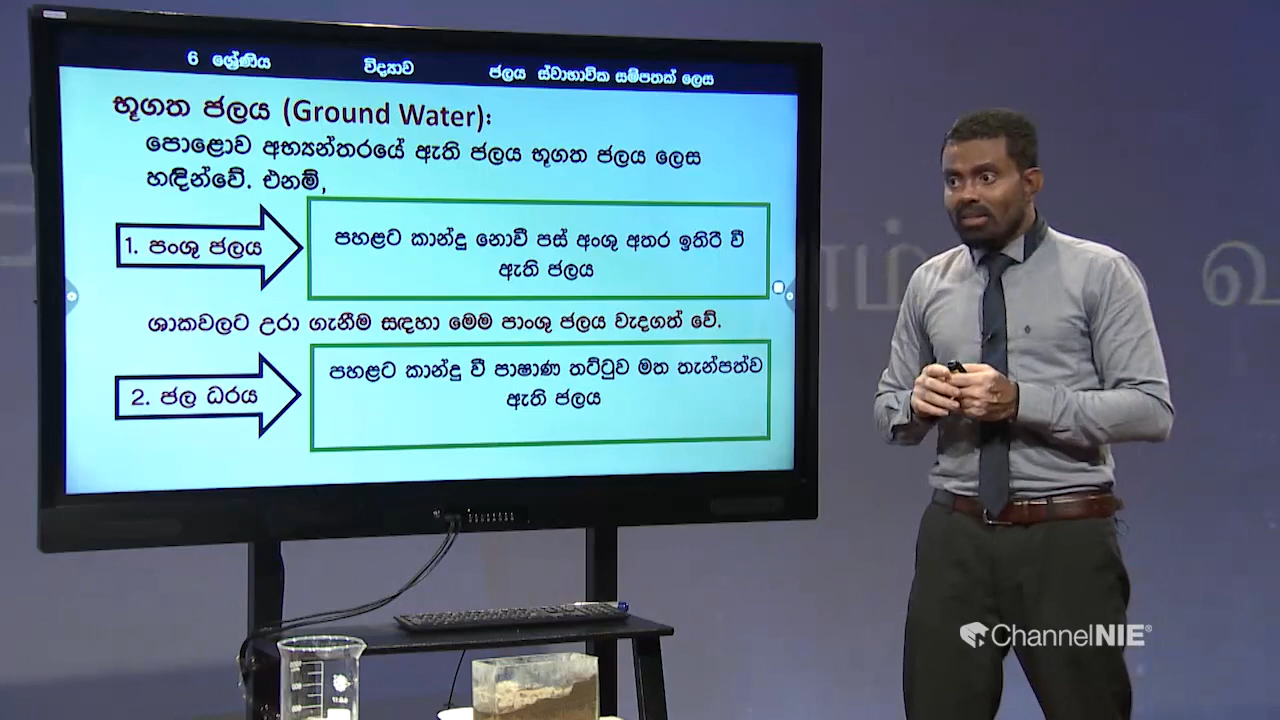 6 ශ්‍රේණිය විද්‍යාව ජලය ස්වාභාවික සම්පතක් ලෙස
භූගත ජලය (Ground Water):
පොළොව අභ්‍යන්තරයේ ඇති ජලය භූගත ජලය ලෙස
හඳින්වේ. එනම්,
1. පංශු ජලය
පහළට කාන්දු නොවී පස් අංශු අතර ඉතිරි වී
ඇති ජලය
ශාකවලට උරා ගැනීම සඳහා මෙම පාංශු ජලය වැදගත් වේ.
2. ජල ධරය
පහළට කාන්දු වී පාෂාණ තට්ටුව මත තැන්පත්ව
ඇති ජලය
ChannelNIE®